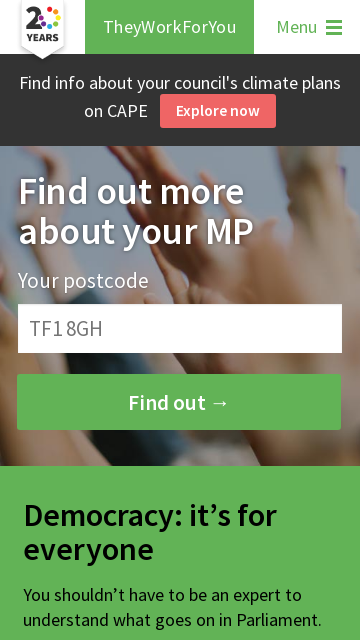 20 YEARS
TheyWorkForYou
Menu
Find info about your council's climate plans
on CAPE Explore now
Find out more
about your MP
Your postcode
TF1 8GH
Find out →
Democracy: it’s for
everyone
You shouldn’t have to be an expert to
understand what goes on in Parliament.